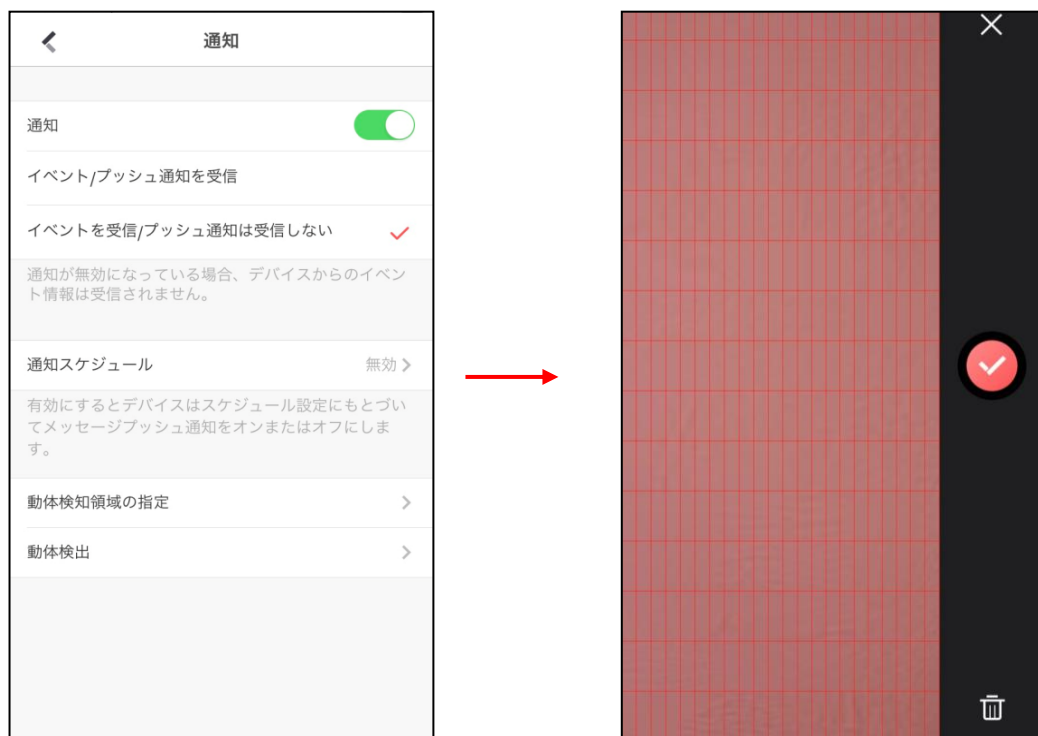 通知
通知
イベント/プッシュ通知を受信
イベントを受信/プッシュ通知は受信しない
通知が無効になっている場合、デバイスからのイベン
ト情報は受信されません。
通知スケジュール 無効
有効にするとデバイスはスケジュール設定にもとづい
てメッセージプッシュ通知をオンまたはオフにしま
す。
動体検知領域の指定
動体検出